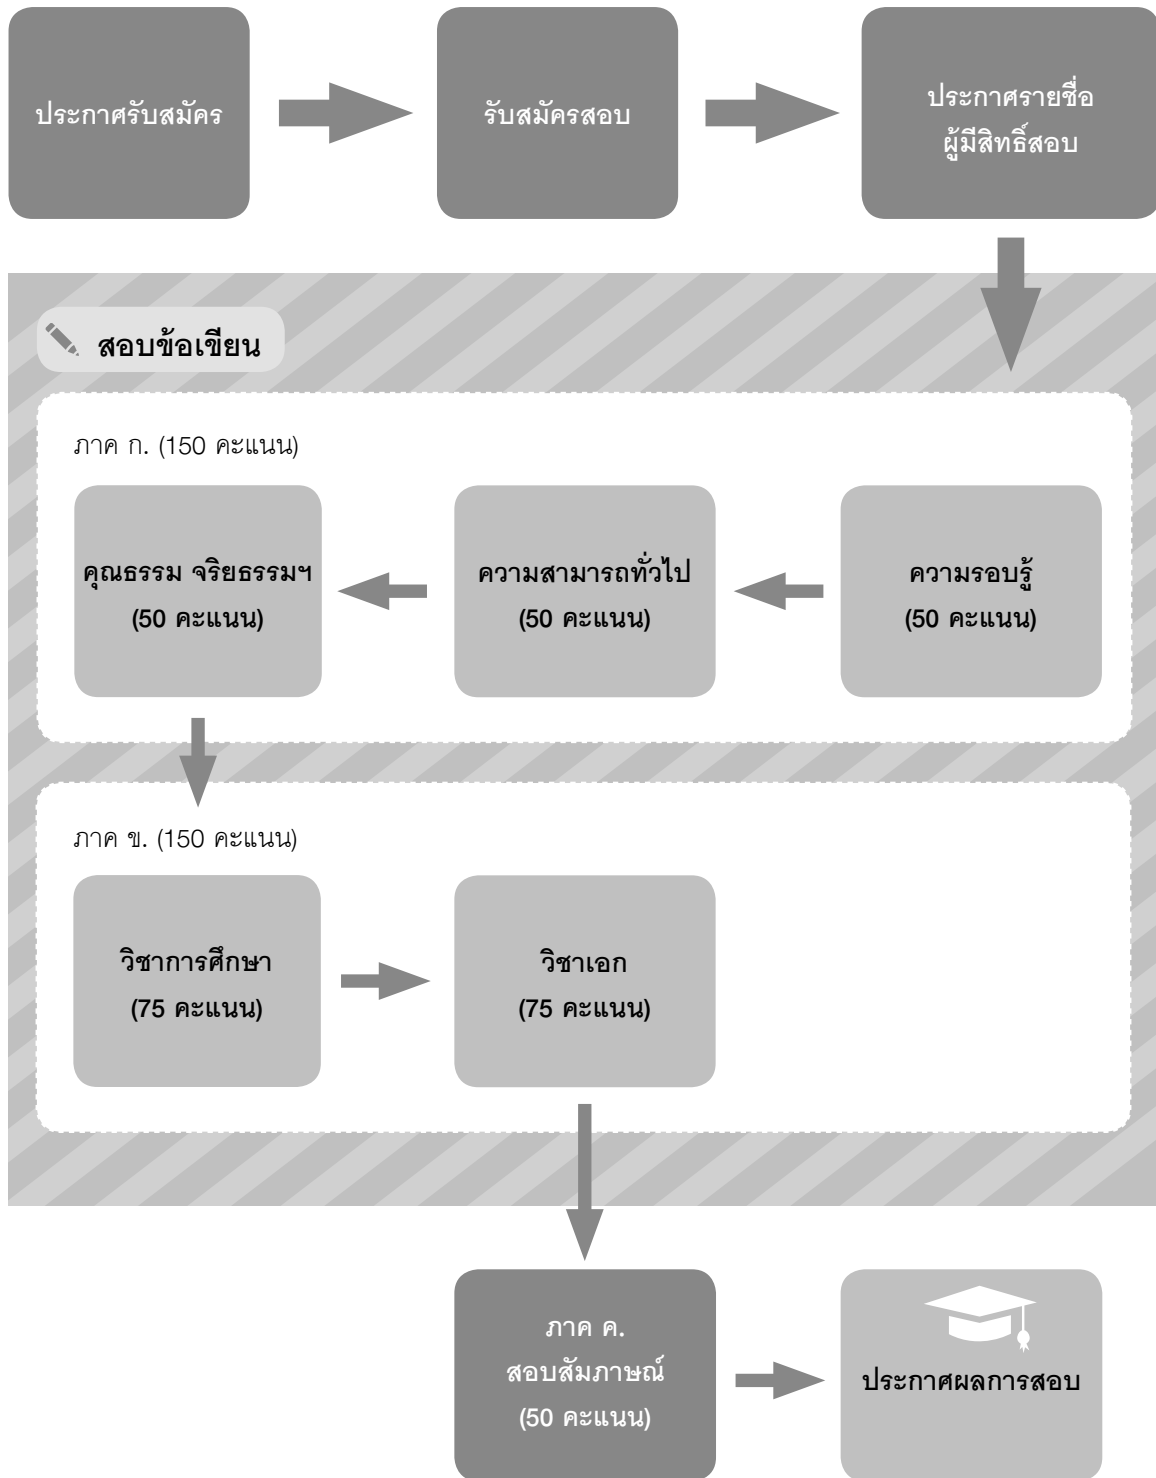 ประกาศรับสมัคร
รับสมัครสอบ
ประกาศรายชื่อ
ผู้มีสิทธิ์สอบ
สอบข้อเขียน
ภาค ก. (150 คะแนน)
คุณธรรม จริยธรรมฯ
(50 คะแนน)
ความสามารถทั่วไป
(50 คะแนน)
ความรอบรู้
(50 คะแนน)
ภาค ข. (150 คะแนน)
วิชาการศึกษา
(75 คะแนน)
วิชาเอก
(75 คะแนน)
ภาค ค.
สอบสัมภาษณ์
(50 คะแนน)
ประกาศผลการสอบ